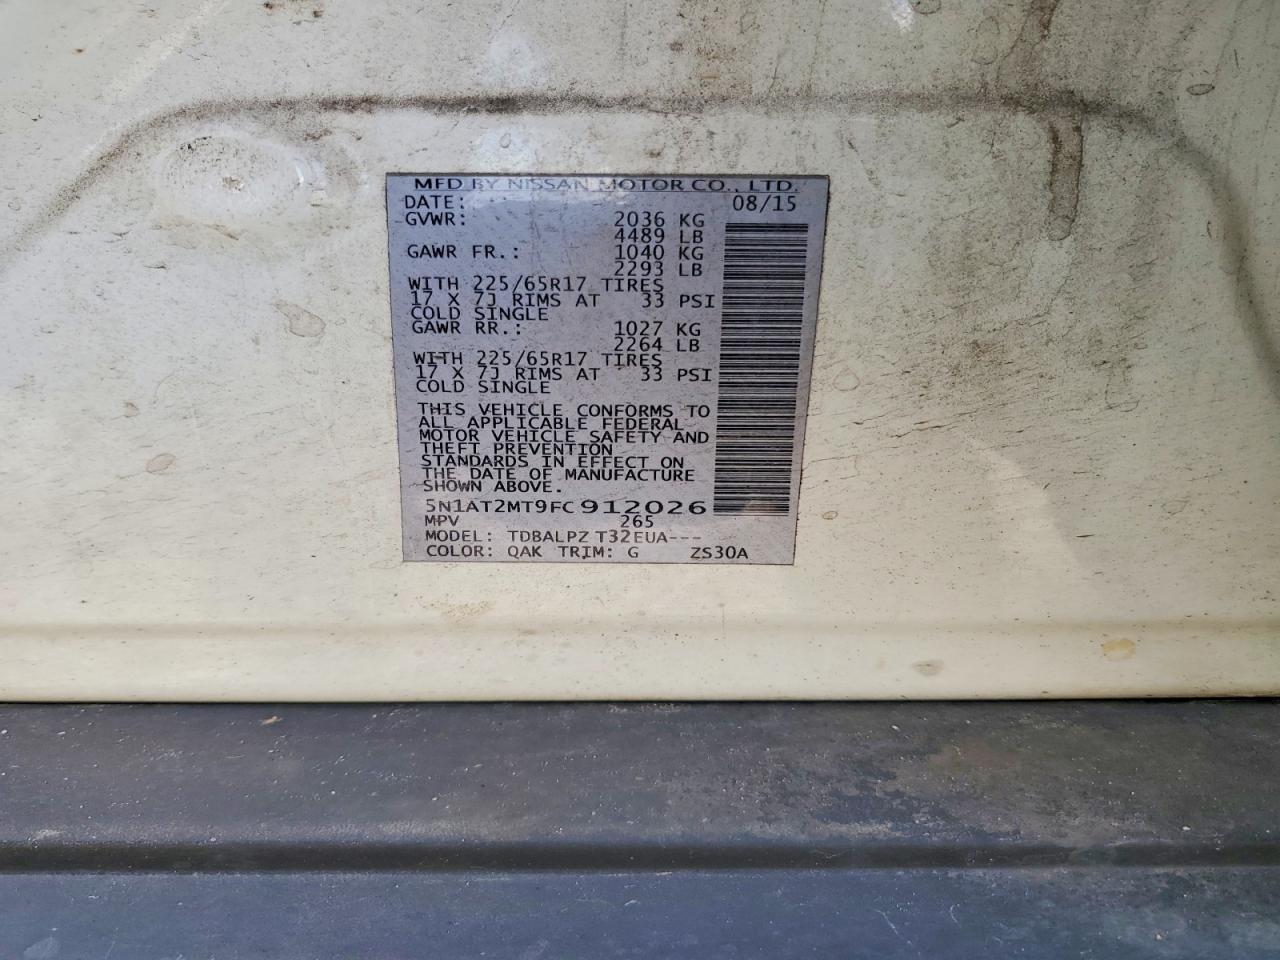 MFD BY NISSAN MOTOR CO., LTD.
DATE: 08/15
GVWR: 2036 KG
4489 LB
GAWR FR.: 1040 KG
2293 LB
WITH 225/65R17 TIRES
17 X 7J RIMS AT 33 PSI
COLD SINGLE
GAWR RR.: 1027 KG
2264 LB
WITH 225/65R17 TIRES
17 X 7J RIMS AT 33 PSI
COLD SINGLE
THIS VEHICLE CONFORMS TO
ALL APPLICABLE FEDERAL
MOTOR VEHICLE SAFETY AND
THEFT PREVENTION
STANDARDS IN EFFECT ON
THE DATE OF MANUFACTURE
SHOWN ABOVE.
5N1AT2MT9FC912026
MPV 265
MODEL: TDBALPZ T32EUA---
COLOR: QAK TRIM: G ZS30A